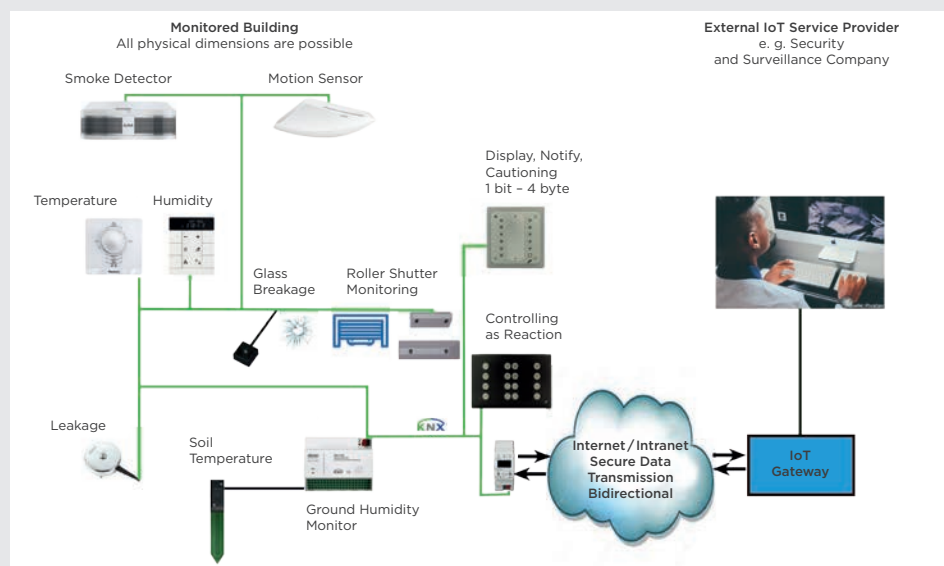 Monitored Building
All physical dimensions are possible
External IoT Service Provider
e. g. Security
and Surveillance Company
Smoke Detector
Motion Sensor
Display, Notify,
Cautioning
1 bit – 4 byte
Temperature
Humidity
Glass
Breakage
Roller Shutter
Monitoring
Controlling
as Reaction
Leakage
Soil
Temperature
KNX
Internet / Intranet
Secure Data
Transmission
Bidirectional
IoT
Gateway
Ground Humidity
Monitor